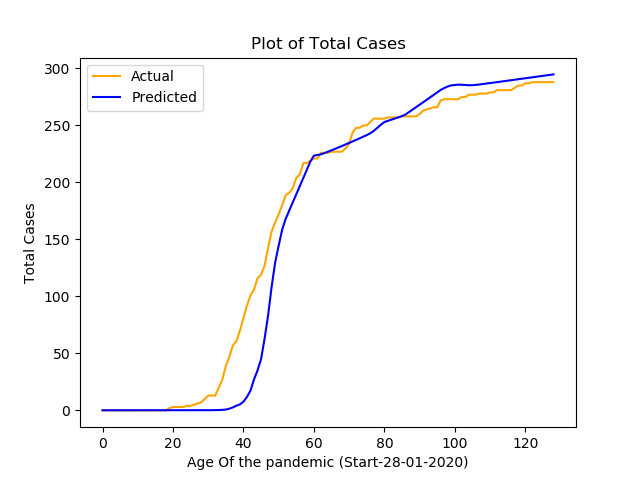 Plot of Total Cases
Actual
Predicted
300
250
200
150
100
50
0
Total Cases
0 20 40 60 80 100 120
Age Of the pandemic (Start-28-01-2020)